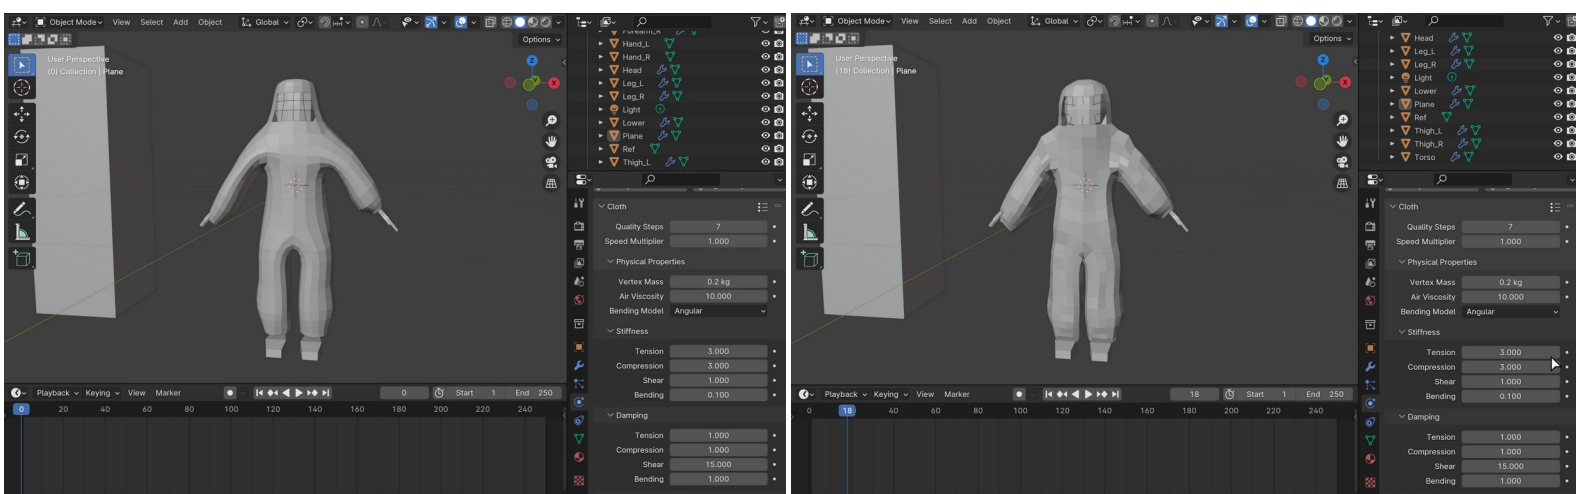 Object Mode View Select Add Object Global
Options
User Perspective
(0) Collection | Plane
Z
Y
X
Forearm_R
Hand_L
Hand_R
Head
Leg_L
Leg_R
Light
Lower
Plane
Ref
Thigh_L
Cloth
Quality Steps 7
Speed Multiplier 1.000
Physical Properties
Vertex Mass 0.2 kg
Air Viscosity 10.000
Bending Model Angular
Stiffness
Tension 3.000
Compression 3.000
Shear 1.000
Bending 0.100
Damping
Tension 1.000
Compression 1.000
Shear 15.000
Bending 1.000
Playback Keying View Marker 0 Start 1 End 250
0 20 40 60 80 100 120 140 160 180 200 220 240
Object Mode View Select Add Object Global
Options
User Perspective
(18) Collection | Plane
Z
Y
X
Head
Leg_L
Leg_R
Light
Lower
Plane
Ref
Thigh_L
Thigh_R
Torso
Cloth
Quality Steps 7
Speed Multiplier 1.000
Physical Properties
Vertex Mass 0.2 kg
Air Viscosity 10.000
Bending Model Angular
Stiffness
Tension 3.000
Compression 3.000
Shear 1.000
Bending 0.100
Damping
Tension 1.000
Compression 1.000
Shear 15.000
Bending 1.000
Playback Keying View Marker 18 Start 1 End 250
0 18 40 60 80 100 120 140 160 180 200 220 240